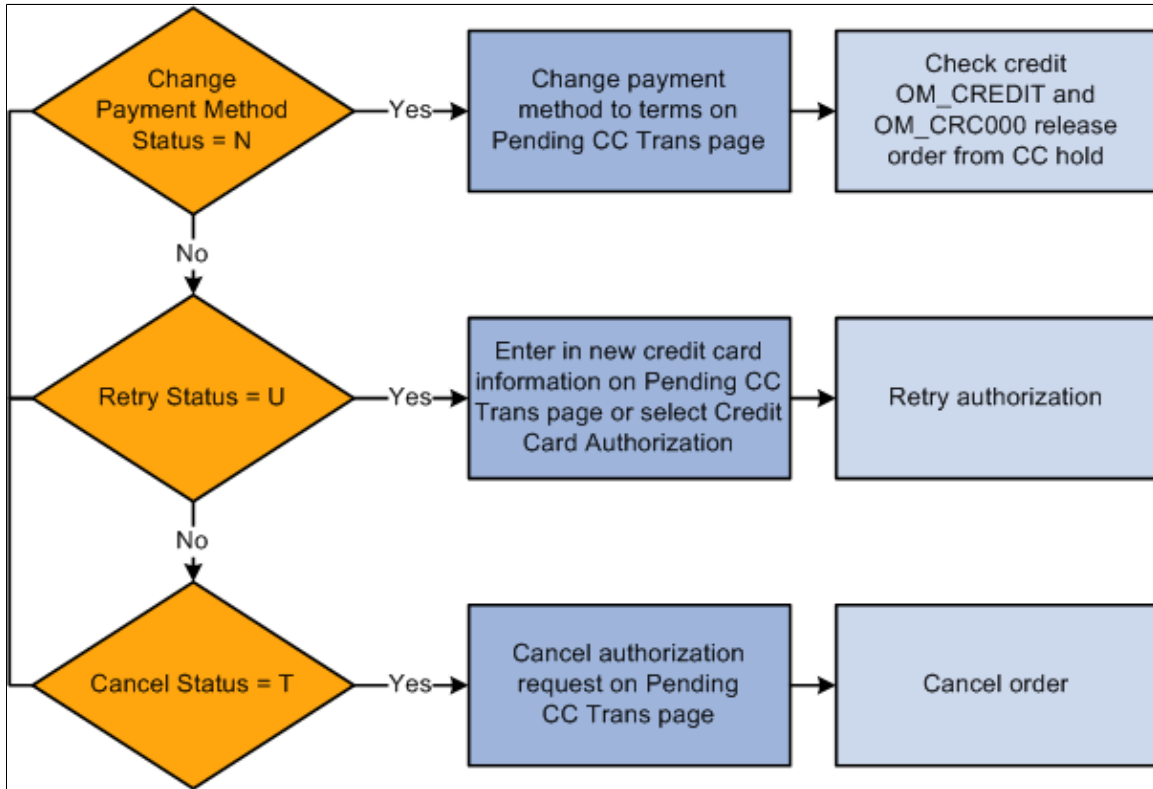 Change
Payment Method
Status = N
Yes
Change payment
method to terms on
Pending CC Trans page
Check credit
OM_CREDIT and
OM_CRC000 release
order from CC hold
No
Retry Status = U
Yes
Enter in new credit card
information on Pending CC
Trans page or select Credit
Card Authorization
Retry authorization
No
Cancel Status = T
Yes
Cancel authorization
request on Pending
CC Trans page
Cancel order